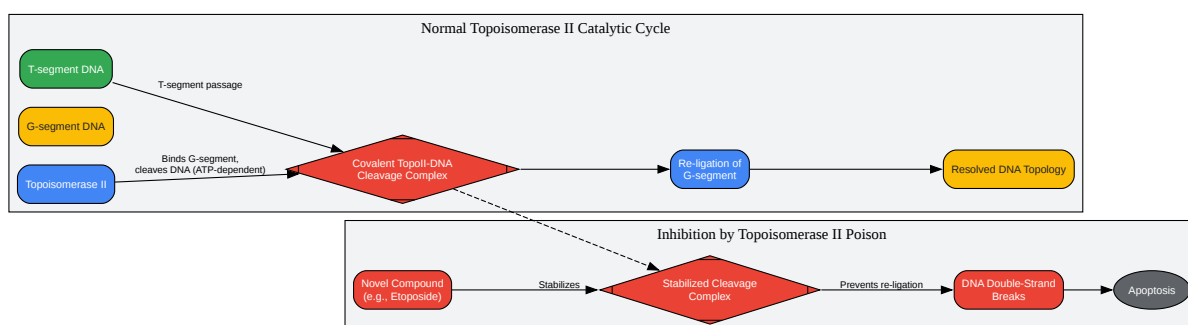 Normal Topoisomerase II Catalytic Cycle
T-segment DNA
T-segment passage
G-segment DNA
Topoisomerase II
Binds G-segment,
cleaves DNA (ATP-dependent)
Covalent TopoII-DNA
Cleavage Complex
Re-ligation of
G-segment
Resolved DNA Topology
Inhibition by Topoisomerase II Poison
Novel Compound
(e.g., Etoposide)
Stabilizes
Stabilized Cleavage
Complex
Prevents re-ligation
DNA Double-Strand
Breaks
Apoptosis